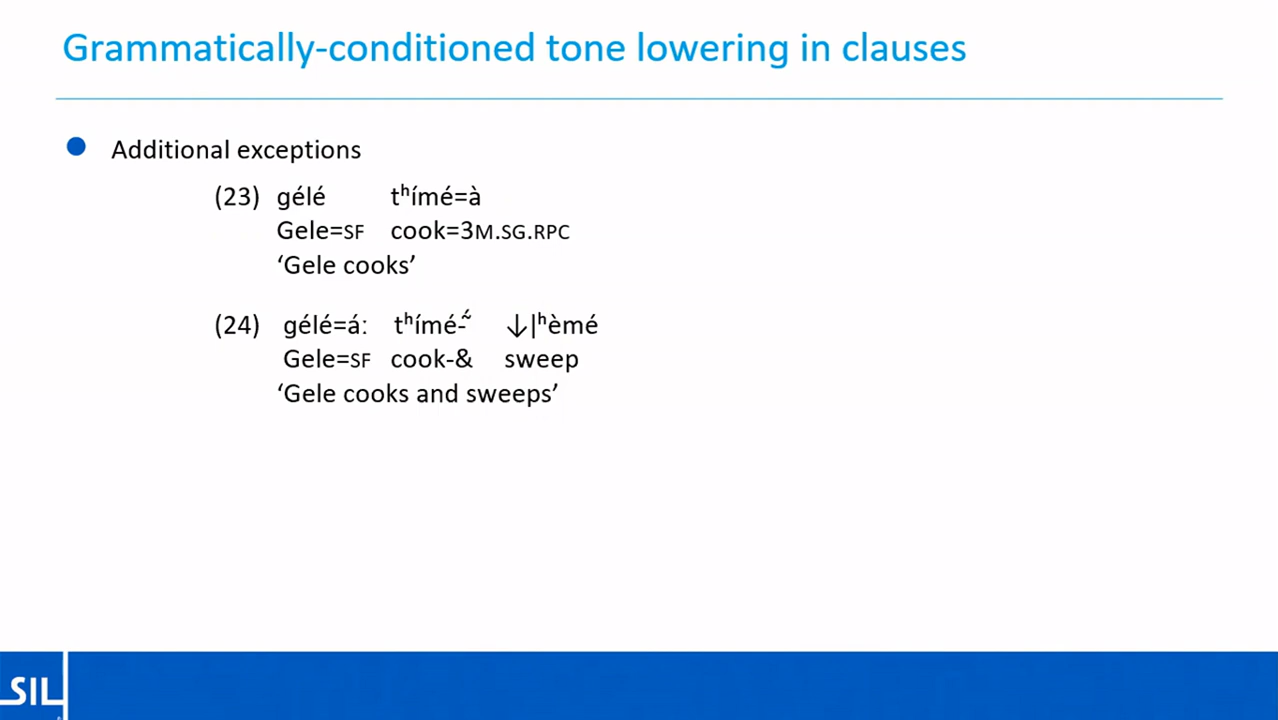 Grammatically-conditioned tone lowering in clauses
Additional exceptions
(23) gélé tʰímé=à
Gele=SF cook=3M.SG.RPC
‘Gele cooks’
(24) gélé=á: tʰímé-˜́ ↓|ʰèmé
Gele=SF cook-& sweep
‘Gele cooks and sweeps’
SIL